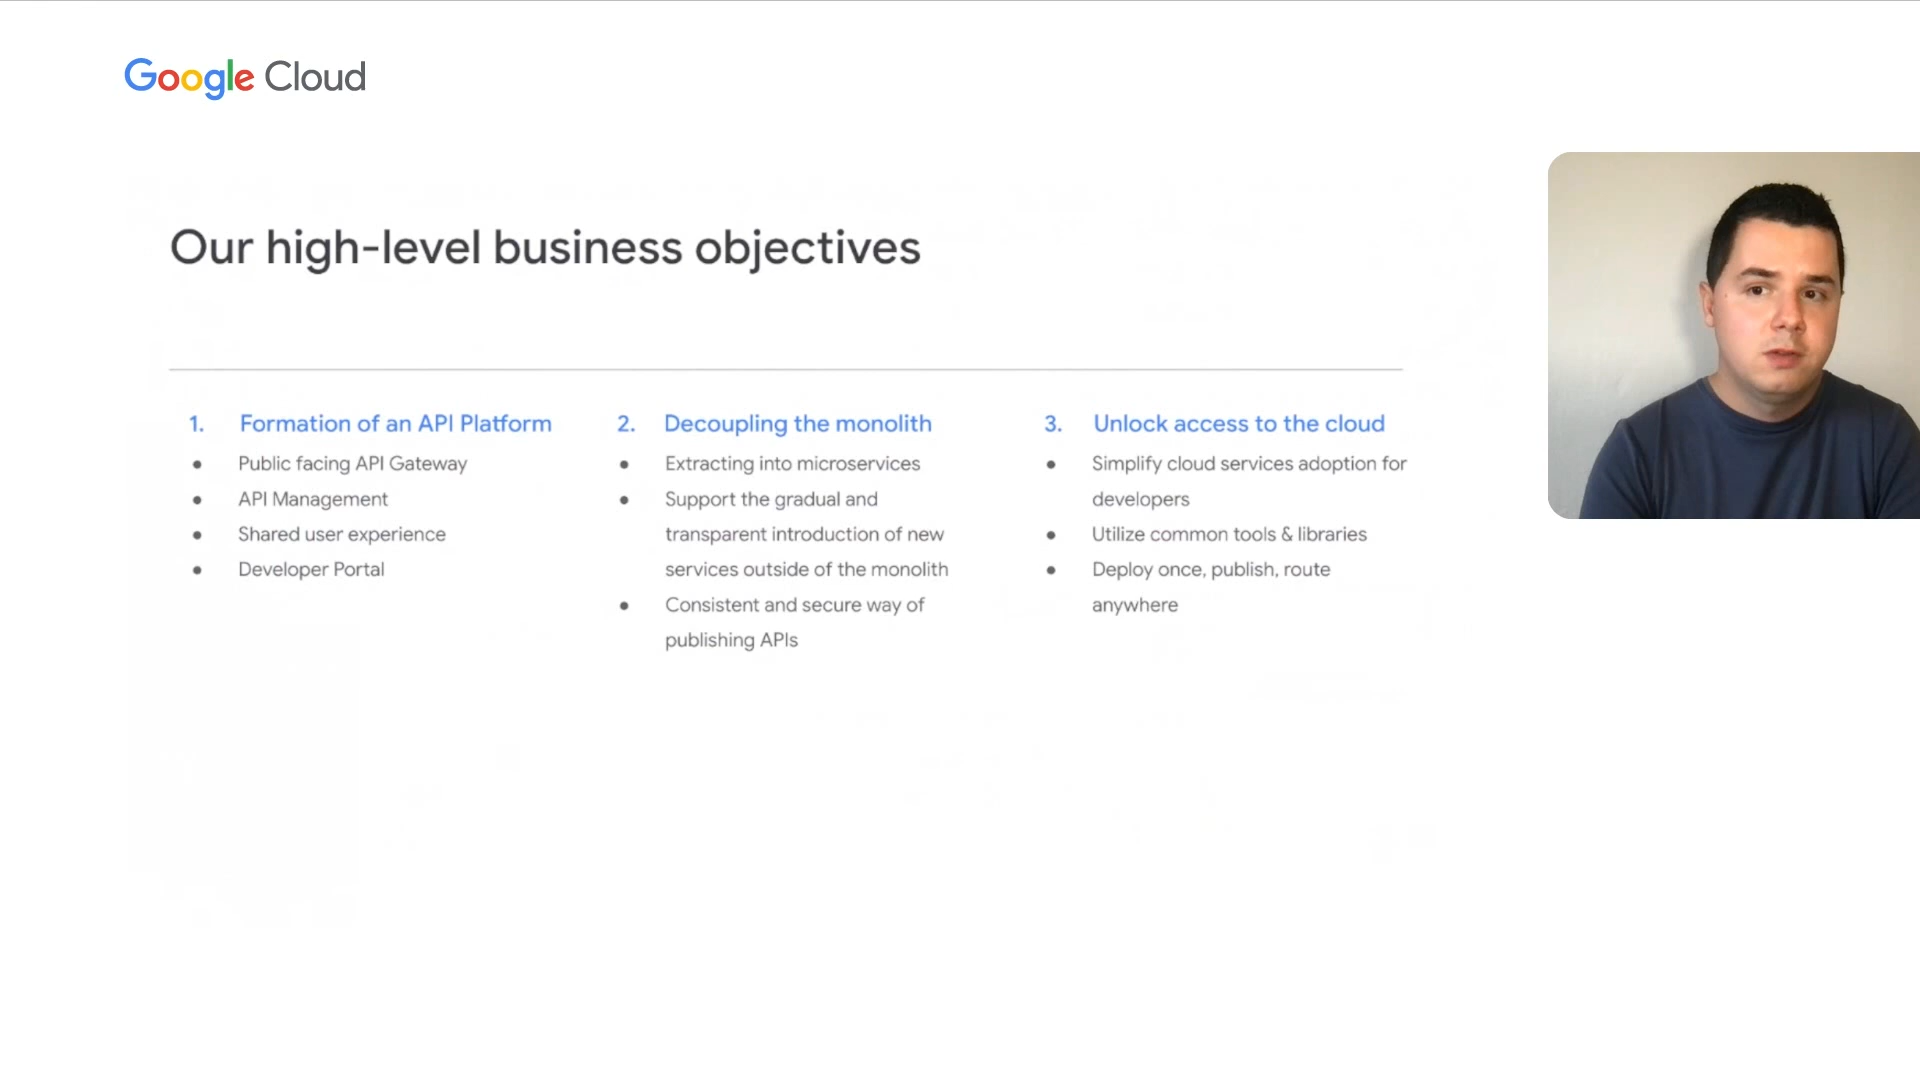 Google Cloud
Our high-level business objectives
1. Formation of an API Platform
● Public facing API Gateway
● API Management
● Shared user experience
● Developer Portal
2. Decoupling the monolith
● Extracting into microservices
● Support the gradual and
transparent introduction of new
services outside of the monolith
● Consistent and secure way of
publishing APIs
3. Unlock access to the cloud
● Simplify cloud services adoption for
developers
● Utilize common tools & libraries
● Deploy once, publish, route
anywhere